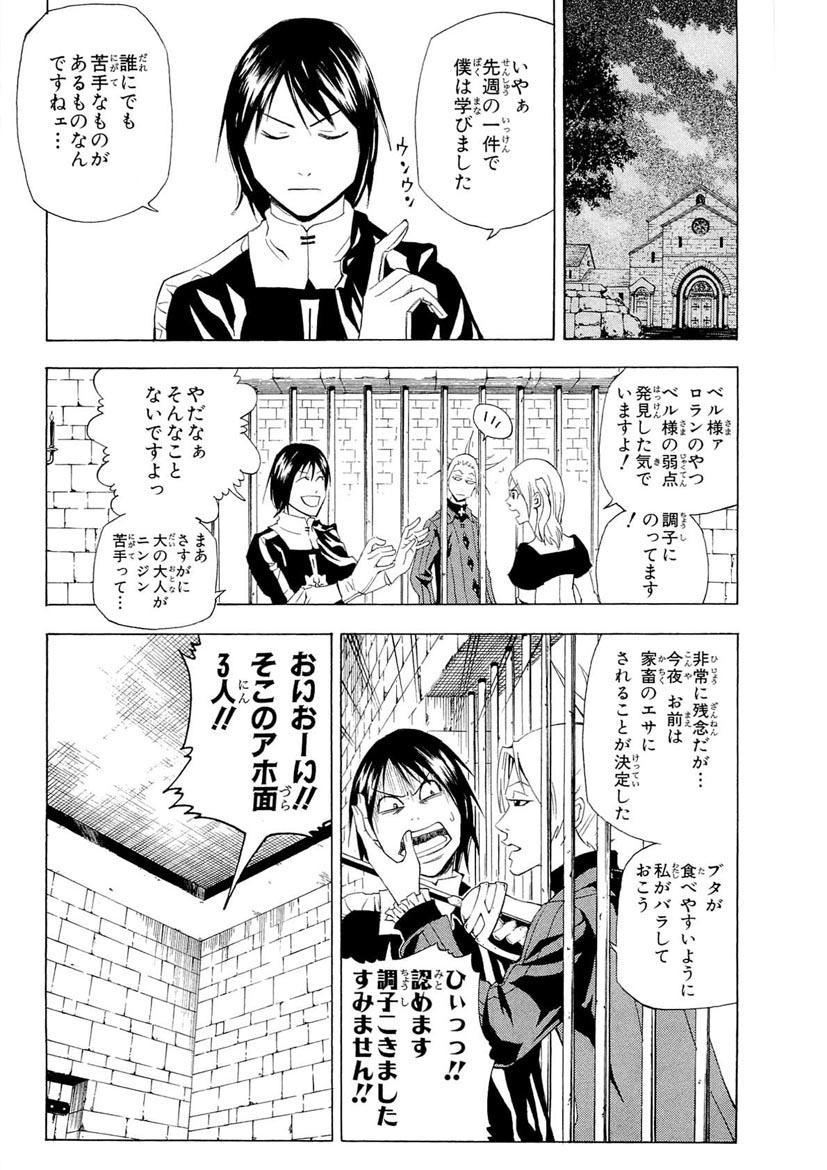 いやぁ
先週の一件で
僕は学びました
ウンウン
誰にでも
苦手なものが
あるものなん
ですねェ…
ベル様ァ
ロランのやつ
ベル様の弱点
発見した気で
いますよ!
調子に
のってます
!
やだなぁ
そんなこと
ないですよっ
まあ
さすがに
大の大人が
ニンジン
苦手って…
非常に残念だが…
今夜 お前は
家畜のエサに
されることが決定した
ブタが
食べやすいように
私がバラして
おこう
ひぃっっ!!
認めます
調子こきました
すみません!!
おいおーい!!
そこのアホ面
3人!!